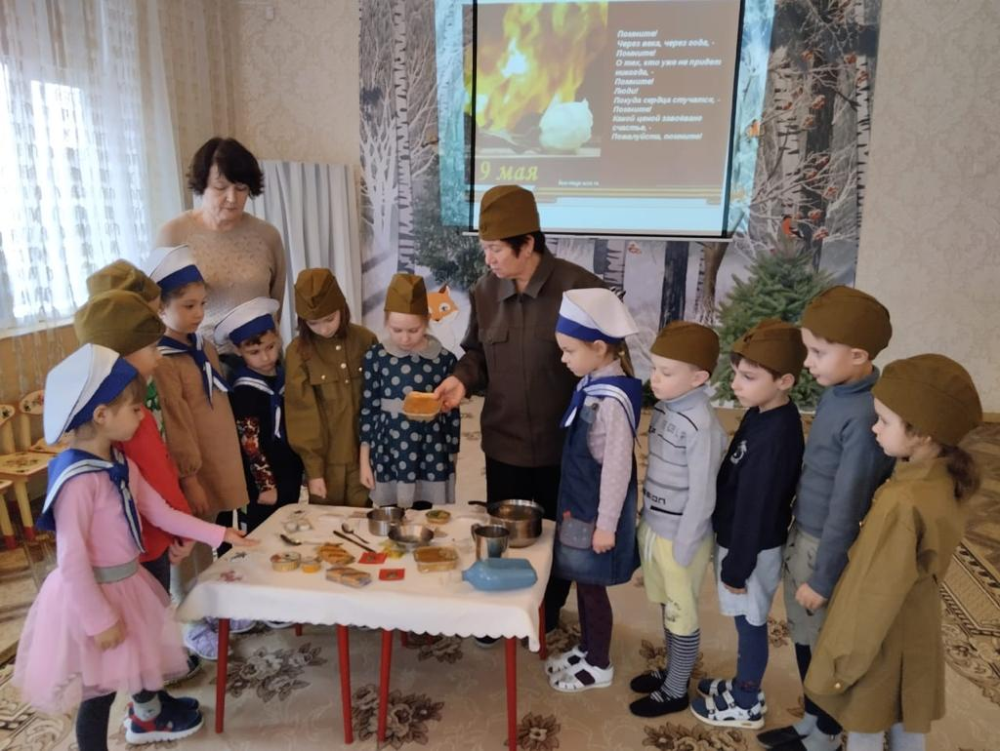 Помните!
Через века, через года, -
Помните!
О тех, кто уже не придет
никогда, -
Помните!
Люди!
Покуда сердца стучатся, -
Помните!
Какой ценой завоёвано
счастье, -
Пожалуйста, помните!
9 мая